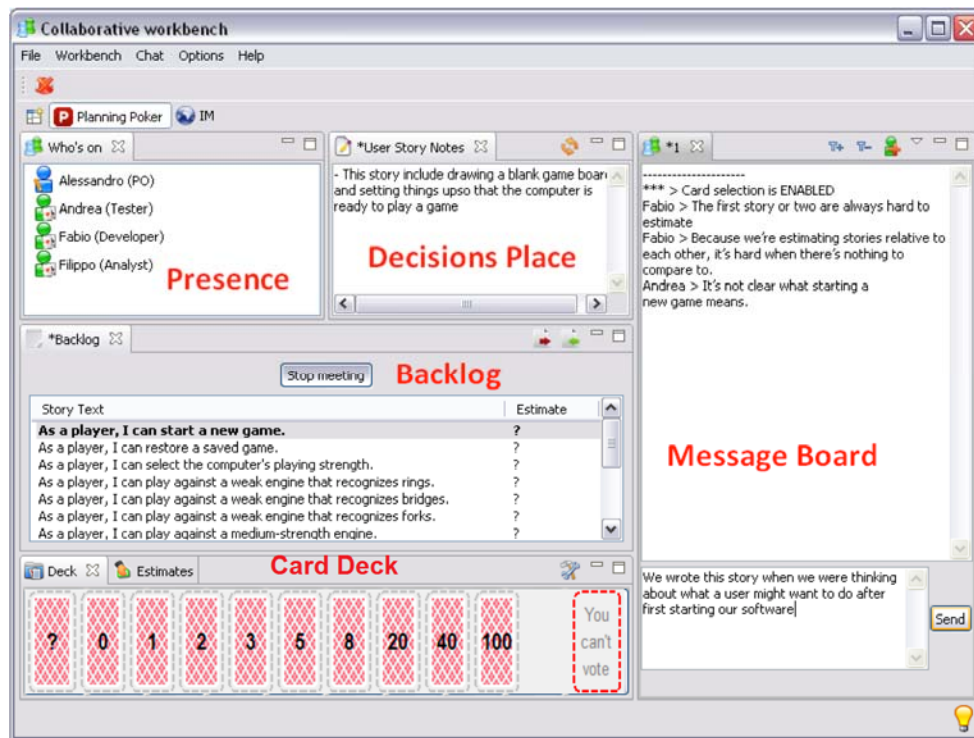 Collaborative workbench
File Workbench Chat Options Help
Planning Poker IM
Who's on
Alessandro (PO)
Andrea (Tester)
Fabio (Developer)
Filippo (Analyst)
Presence
*User Story Notes
- This story include drawing a blank game board
and setting things upso that the computer is
ready to play a game
Decisions Place
*1
---------------------
*** > Card selection is ENABLED
Fabio > The first story or two are always hard to
estimate
Fabio > Because we're estimating stories relative to
each other, it's hard when there's nothing to
compare to.
Andrea > It's not clear what starting a
new game means.
Message Board
*Backlog
Stop meeting
Backlog
Story Text Estimate
As a player, I can start a new game. ?
As a player, I can restore a saved game. ?
As a player, I can select the computer's playing strength. ?
As a player, I can play against a weak engine that recognizes rings. ?
As a player, I can play against a weak engine that recognizes bridges. ?
As a player, I can play against a weak engine that recognizes forks. ?
As a player, I can play against a medium-strength engine. ?
Deck Estimates
Card Deck
? 0 1 2 3 5 8 20 40 100
You
can't
vote
We wrote this story when we were thinking
about what a user might want to do after
first starting our software
Send